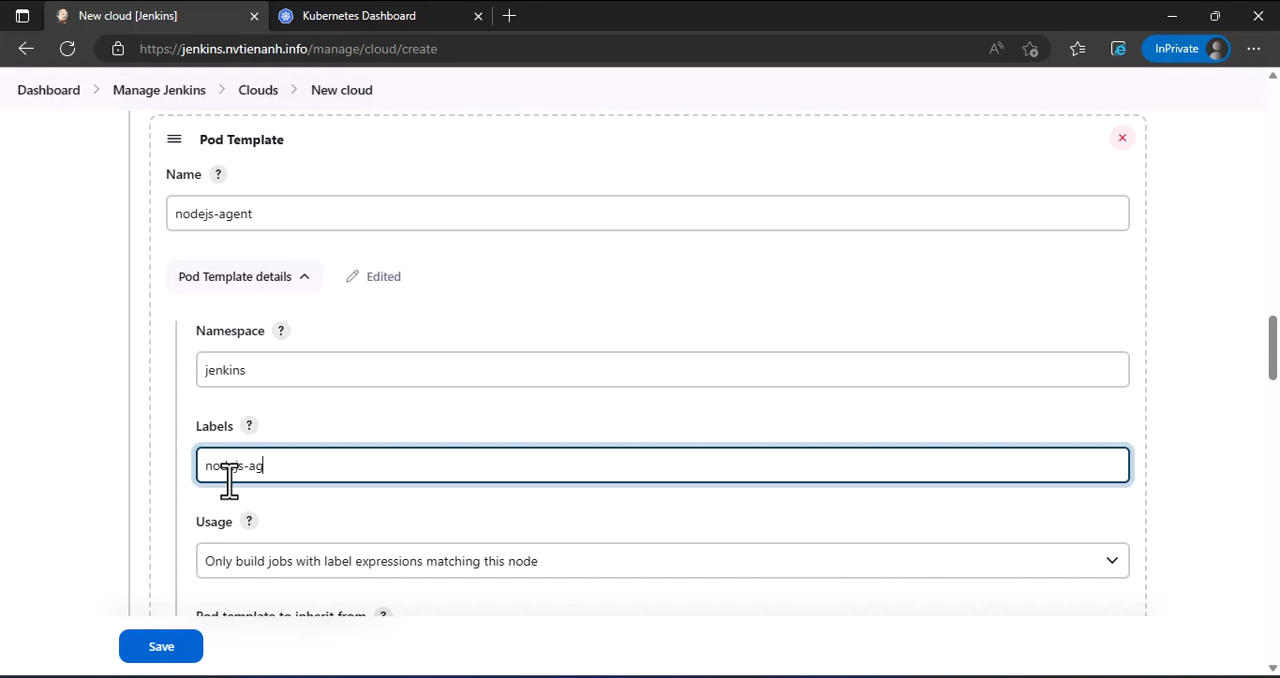 New cloud [Jenkins]
Kubernetes Dashboard
https://jenkins.nvtienanh.info/manage/cloud/create
InPrivate
Dashboard > Manage Jenkins > Clouds > New cloud
Pod Template
Name ?
nodejs-agent
Pod Template details
Edited
Namespace ?
jenkins
Labels ?
nodejs-ag
Usage ?
Only build jobs with label expressions matching this node
Pod template to inherit from ?
Save